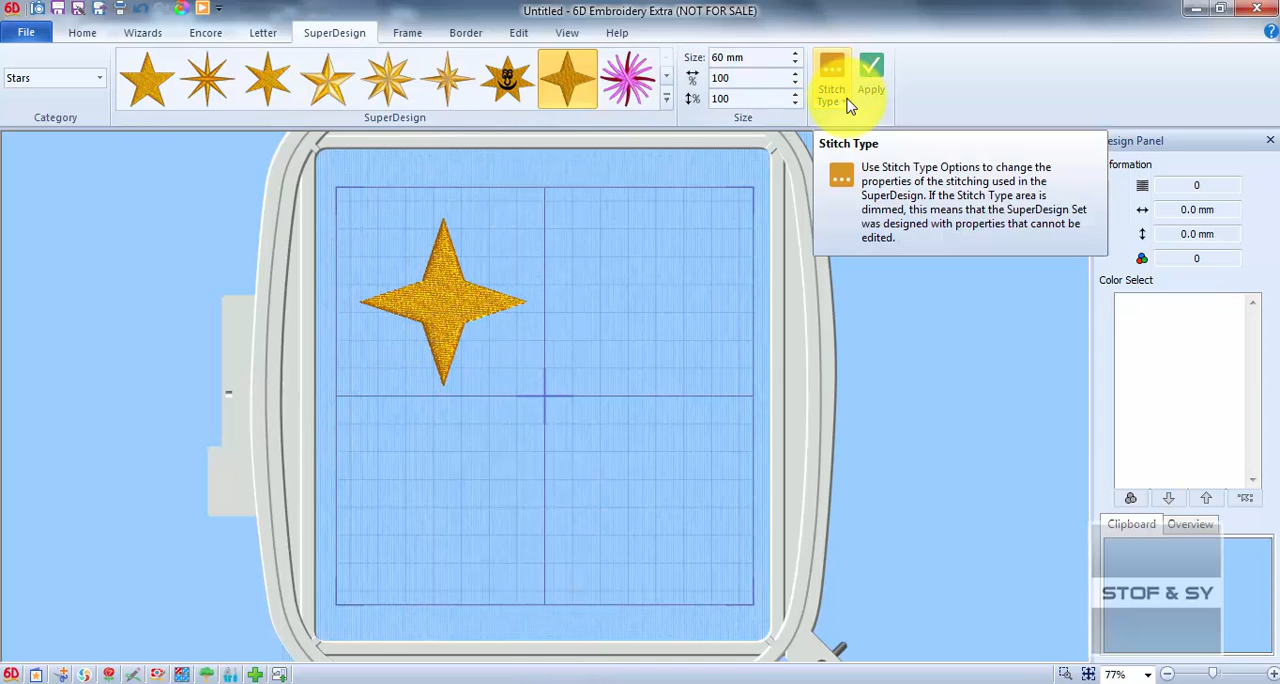 6D
Untitled - 6D Embroidery Extra (NOT FOR SALE)
File Home Wizards Encore Letter SuperDesign Frame Border Edit View Help
Stars
Size: 60 mm
% 100
% 100
Stitch Type
Apply
Category
SuperDesign
Size
Stitch Type
Use Stitch Type Options to change the
properties of the stitching used in the
SuperDesign. If the Stitch Type area is
dimmed, this means that the SuperDesign Set
was designed with properties that cannot be
edited.
esign Panel
formation
0
0.0 mm
0.0 mm
0
Color Select
Clipboard Overview
STOF & SY
6D
77%